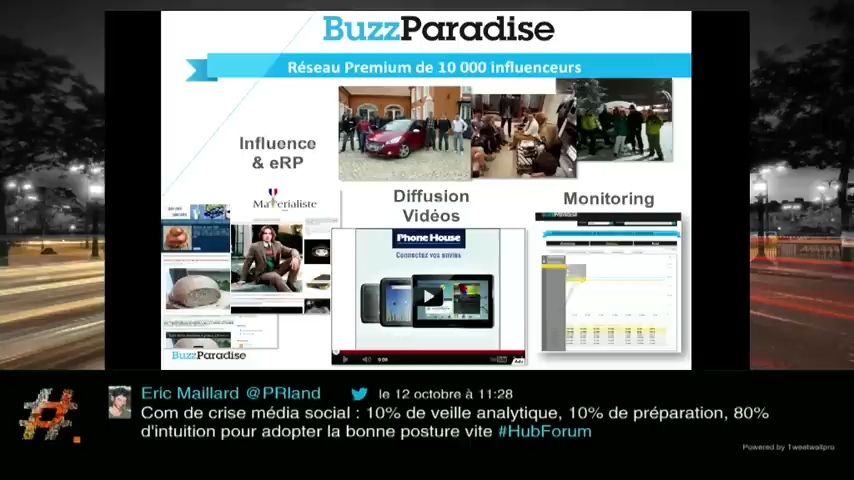 BuzzParadise
Réseau Premium de 10 000 influenceurs
Influence
& eRP
Materialiste
Diffusion
Vidéos
Monitoring
Phone House
Connectez vos envies
BuzzParadise
Eric Maillard @PRland le 12 octobre à 11:28
Com de crise média social : 10% de veille analytique, 10% de préparation, 80%
d'intuition pour adopter la bonne posture vite #HubForum
Powered by Tweetwallpro